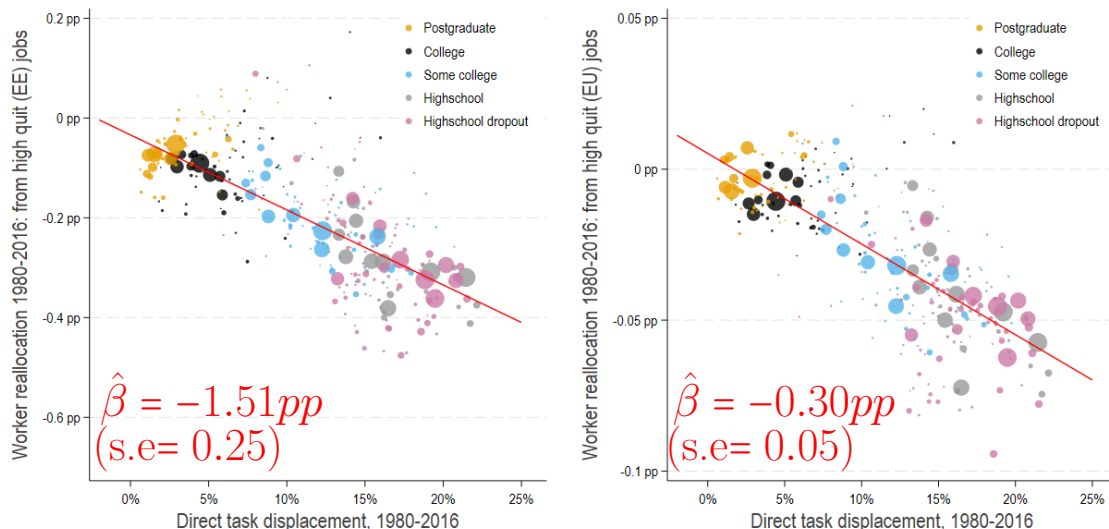 Worker reallocation 1980-2016: from high quit (EE) jobs
0.2 pp
0 pp
-0.2 pp
-0.4 pp
-0.6 pp
Postgraduate
College
Some college
Highschool
Highschool dropout
β̂ = −1.51pp
(s.e= 0.25)
0%
5%
10%
15%
20%
25%
Direct task displacement, 1980-2016
Worker reallocation 1980-2016: from high quit (EU) jobs
0.05 pp
0 pp
-0.05 pp
-0.1 pp
Postgraduate
College
Some college
Highschool
Highschool dropout
β̂ = −0.30pp
(s.e= 0.05)
0%
5%
10%
15%
20%
25%
Direct task displacement, 1980-2016